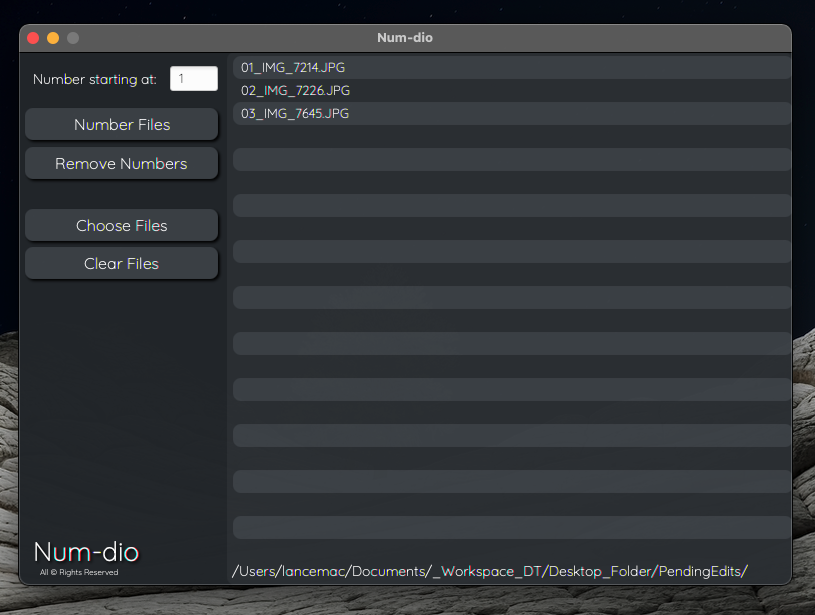 Num-dio
Number starting at: 1
Number Files
Remove Numbers
Choose Files
Clear Files
01_IMG_7214.JPG
02_IMG_7226.JPG
03_IMG_7645.JPG
Num-dio
All © Rights Reserved
/Users/lancemac/Documents/_Workspace_DT/Desktop_Folder/PendingEdits/